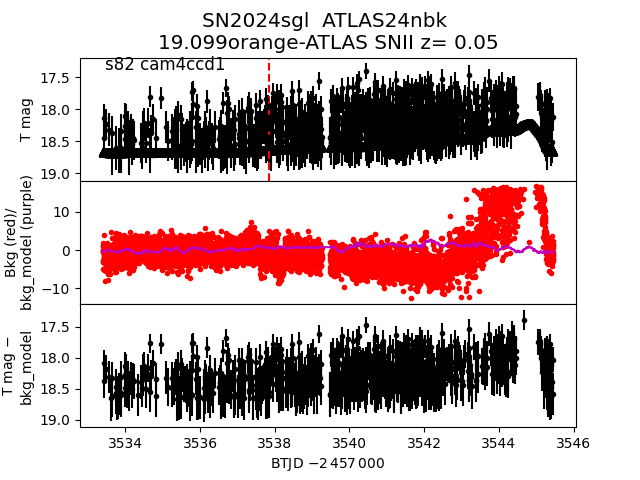 SN2024sgl  ATLAS24nbk
19.099orange-ATLAS SNII z= 0.05
s82 cam4ccd1
T mag
17.5
18.0
18.5
19.0
Bkg (red)/
bkg_model (purple)
10
0
−10
T mag −
bkg_model
17.5
18.0
18.5
19.0
3534 3536 3538 3540 3542 3544 3546
BTJD −2 457 000